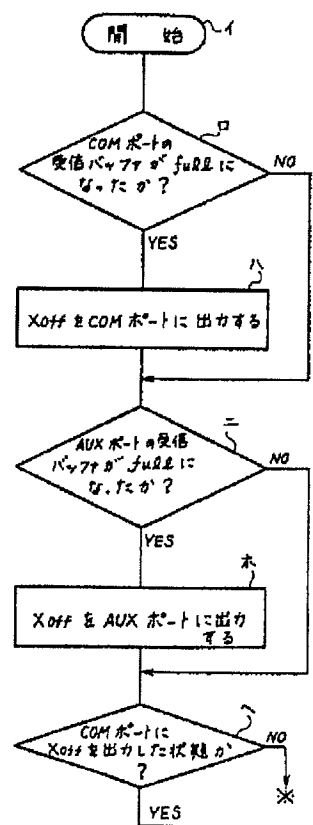 開始
イ
COMポートの
受信バッファがfullに
なったか?
ロ
NO
YES
ハ
XoffをCOMポートに出力する
AUXポートの受信
バッファがfullに
なったか?
ニ
NO
YES
ホ
XoffをAUXポートに出力
する
COMポートに
Xoffを出力した状態か
?
ヘ
NO
※
YES